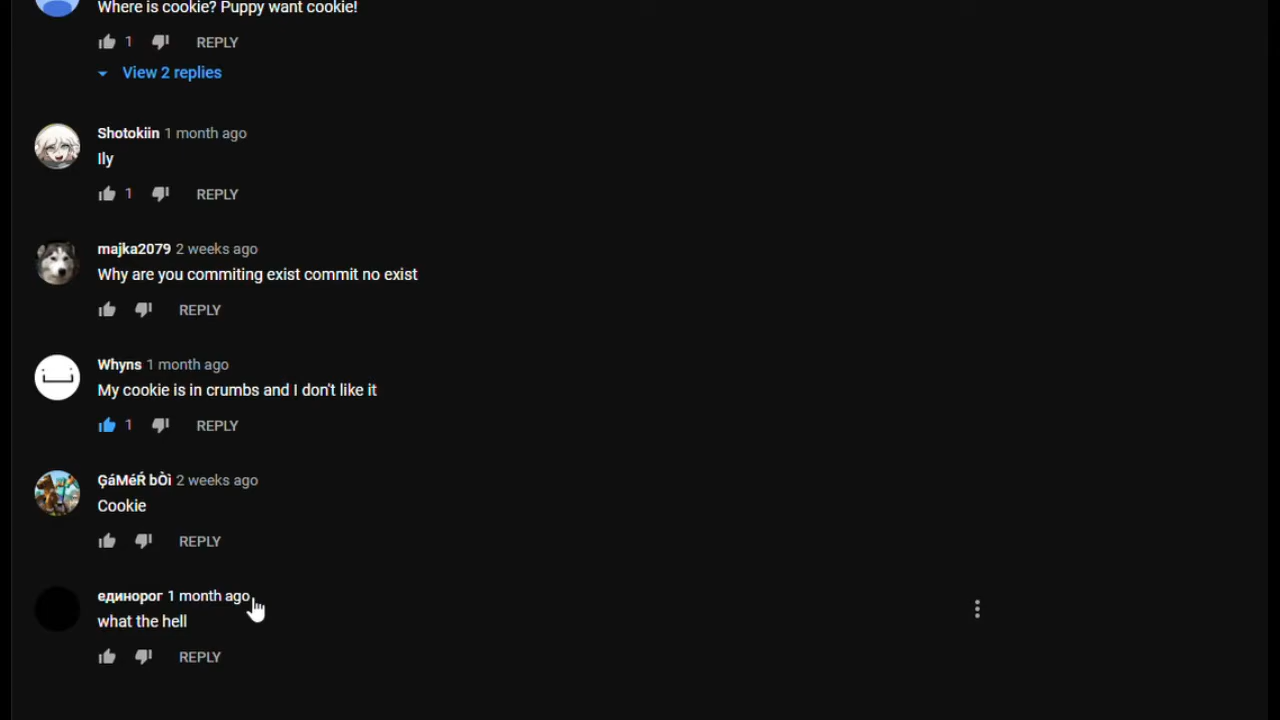 Where is cookie? Puppy want cookie!
1 REPLY
View 2 replies
Shotokiin 1 month ago
Ily
1 REPLY
majka2079 2 weeks ago
Why are you commiting exist commit no exist
REPLY
Whyns 1 month ago
My cookie is in crumbs and I don't like it
1 REPLY
ĢáMéŔ bÒì 2 weeks ago
Cookie
REPLY
единорог 1 month ago
what the hell
REPLY